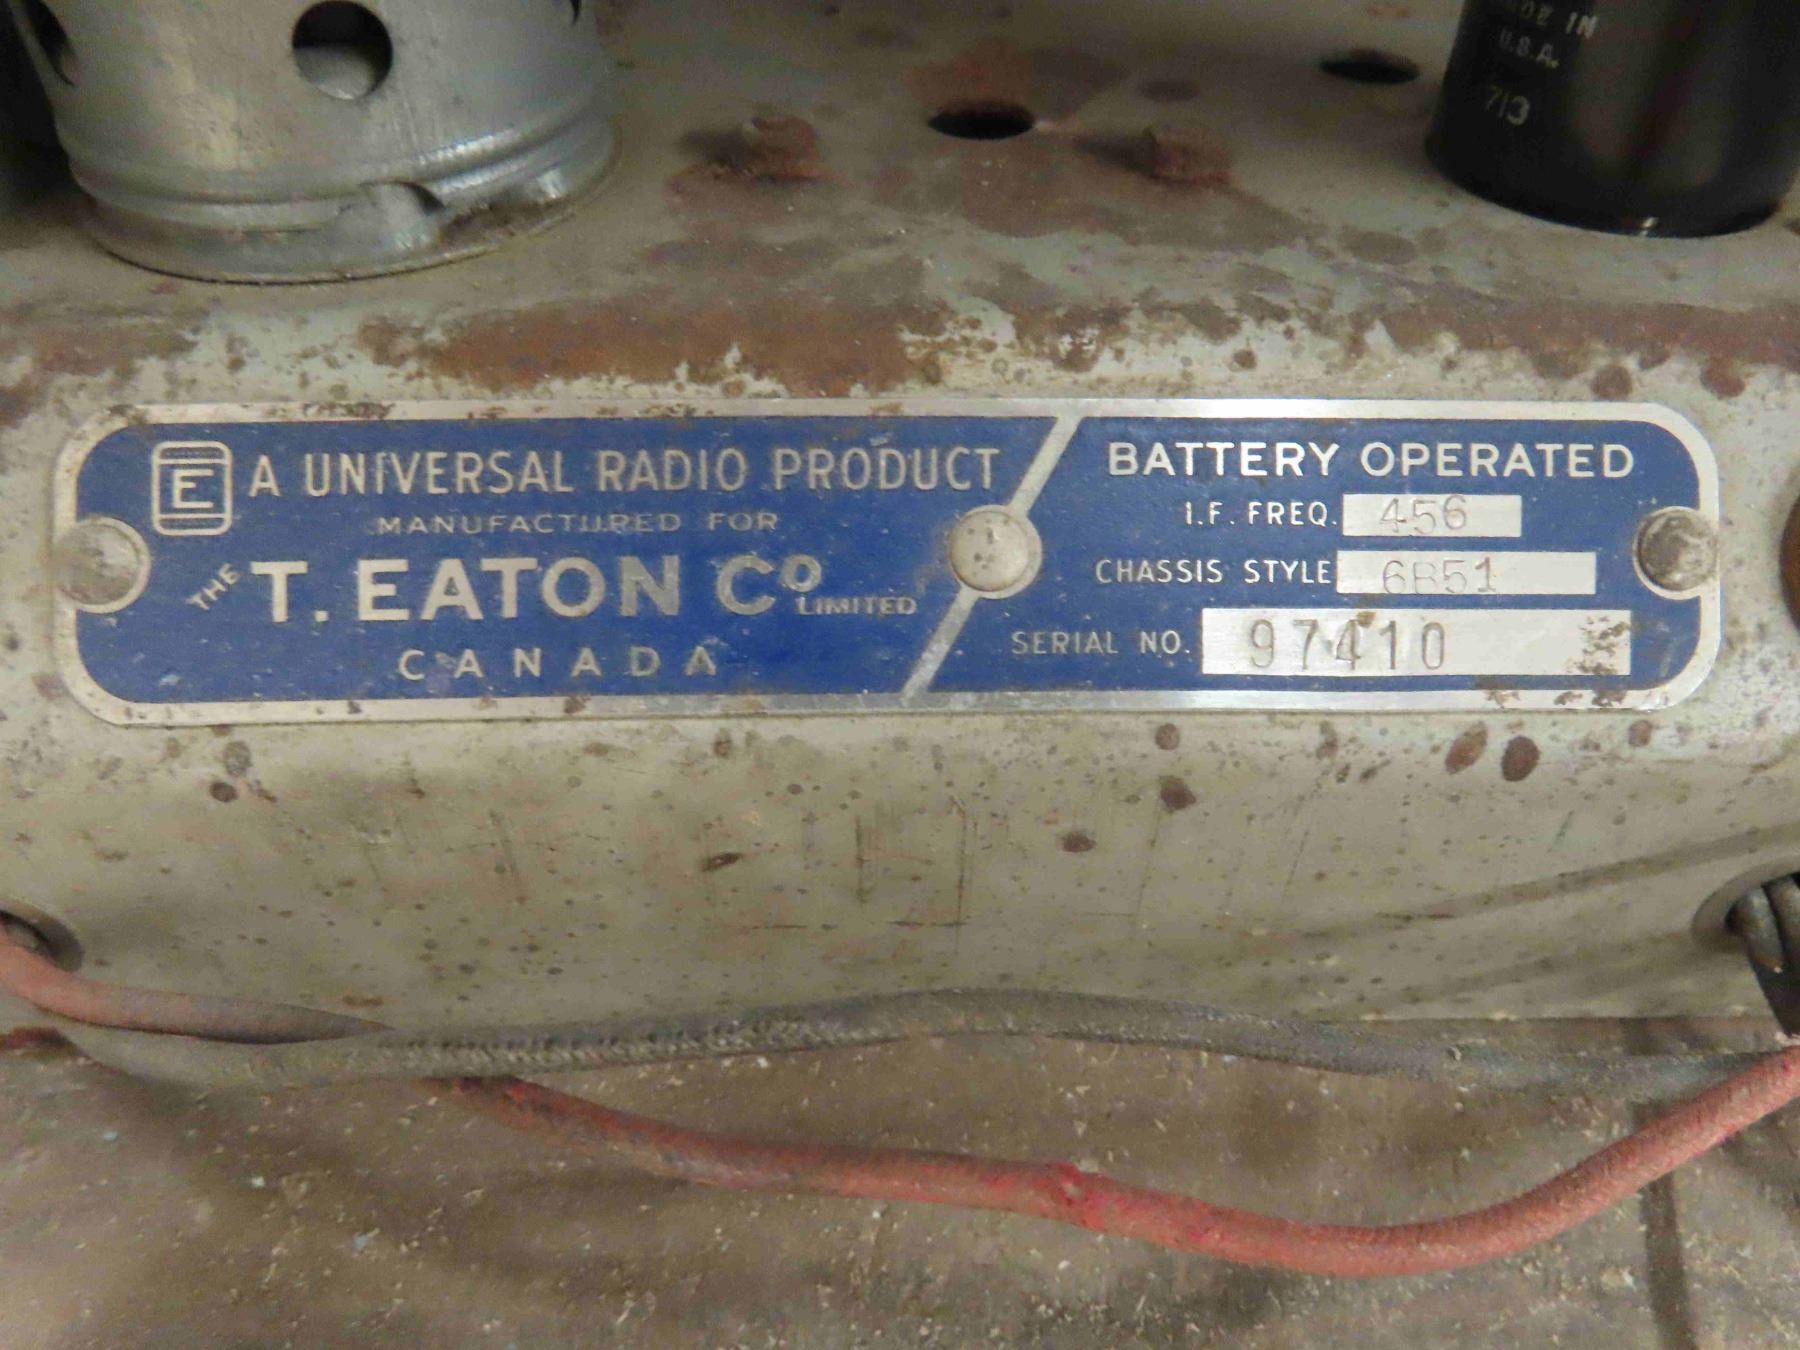 MADE IN
U.S.A.
713
E A UNIVERSAL RADIO PRODUCT
MANUFACTURED FOR
THE T. EATON Co LIMITED
CANADA
BATTERY OPERATED
I.F. FREQ. 456
CHASSIS STYLE 6B51
SERIAL NO. 97410